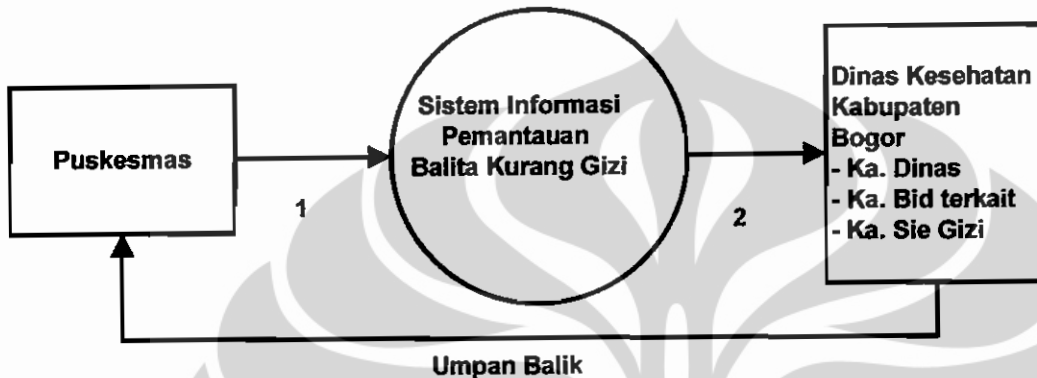 Puskesmas
1
Sistem Informasi
Pemantauan
Balita Kurang Gizi
2
Dinas Kesehatan
Kabupaten
Bogor
- Ka. Dinas
- Ka. Bid terkait
- Ka. Sie Gizi
Umpan Balik